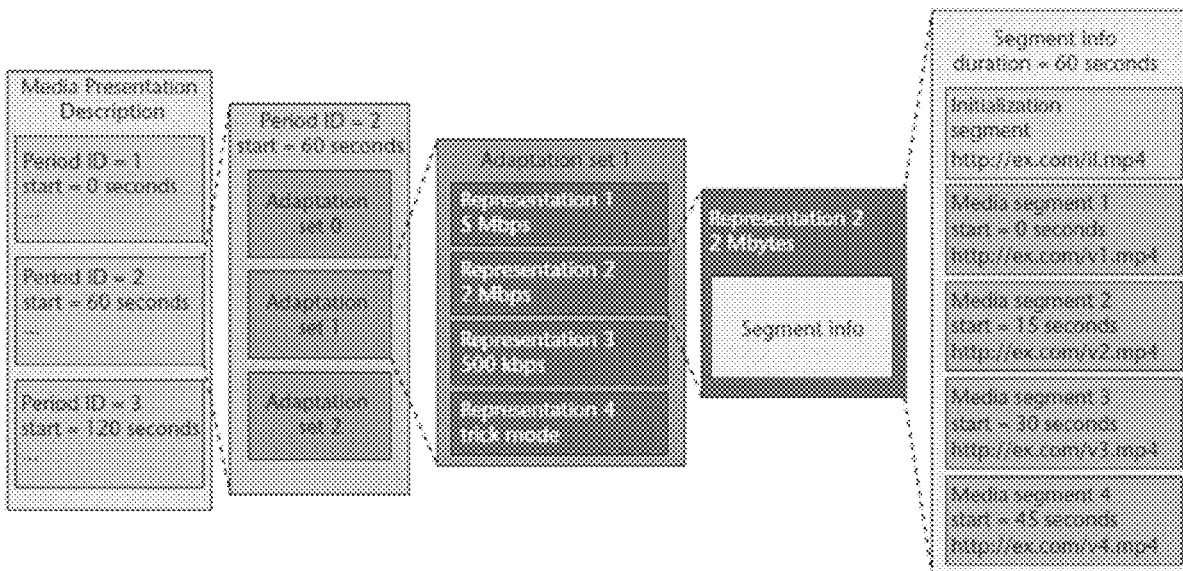 Media Presentation
Description
Period ID = 1
start = 0 seconds
...
Period ID = 2
start = 60 seconds
...
Period ID = 3
start = 120 seconds
...
Period ID = 2
start = 60 seconds
Adaptation
set 0
Adaptation
set 1
Adaptation
set 2
Adaptation set 1
Representation 1
5 Mbps
Representation 2
2 Mbps
Representation 3
500 kbps
Representation 4
trick mode
Representation 2
2 Mbytes
Segment info
Segment info
duration = 60 seconds
Initialization
segment
http://ex.com/il.mp4
Media segment 1
start = 0 seconds
http://ex.com/v1.mp4
Media segment 2
start = 15 seconds
http://ex.com/v2.mp4
Media segment 3
start = 30 seconds
http://ex.com/v3.mp4
Media segment 4
start = 45 seconds
http://ex.com/v4.mp4